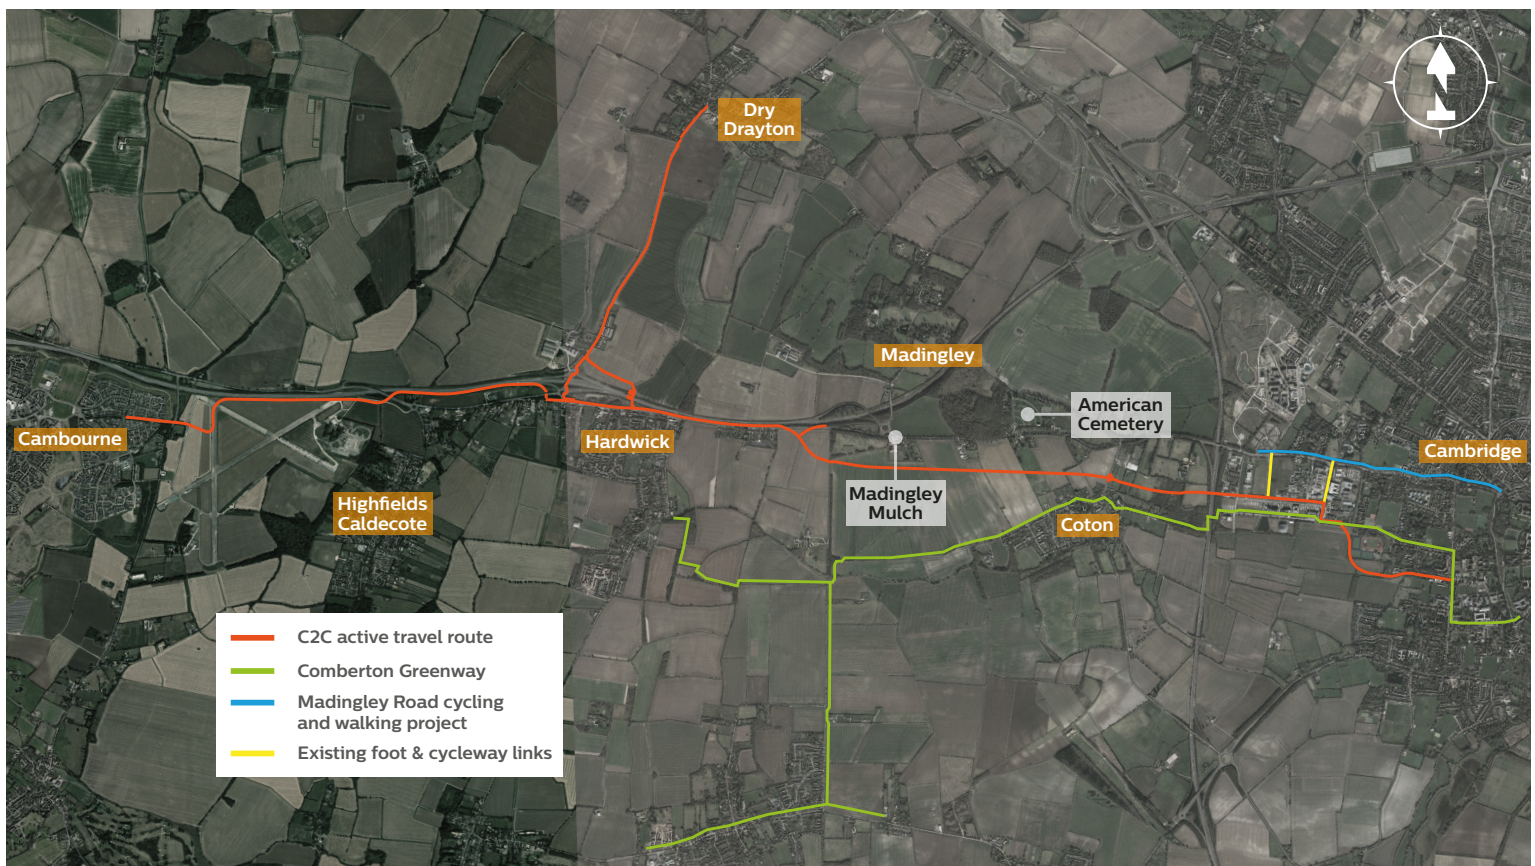 Dry
Drayton
Madingley
American
Cemetery
Cambourne
Hardwick
Cambridge
Highfields
Caldecote
Madingley
Mulch
Coton
C2C active travel route
Comberton Greenway
Madingley Road cycling
and walking project
Existing foot & cycleway links
N